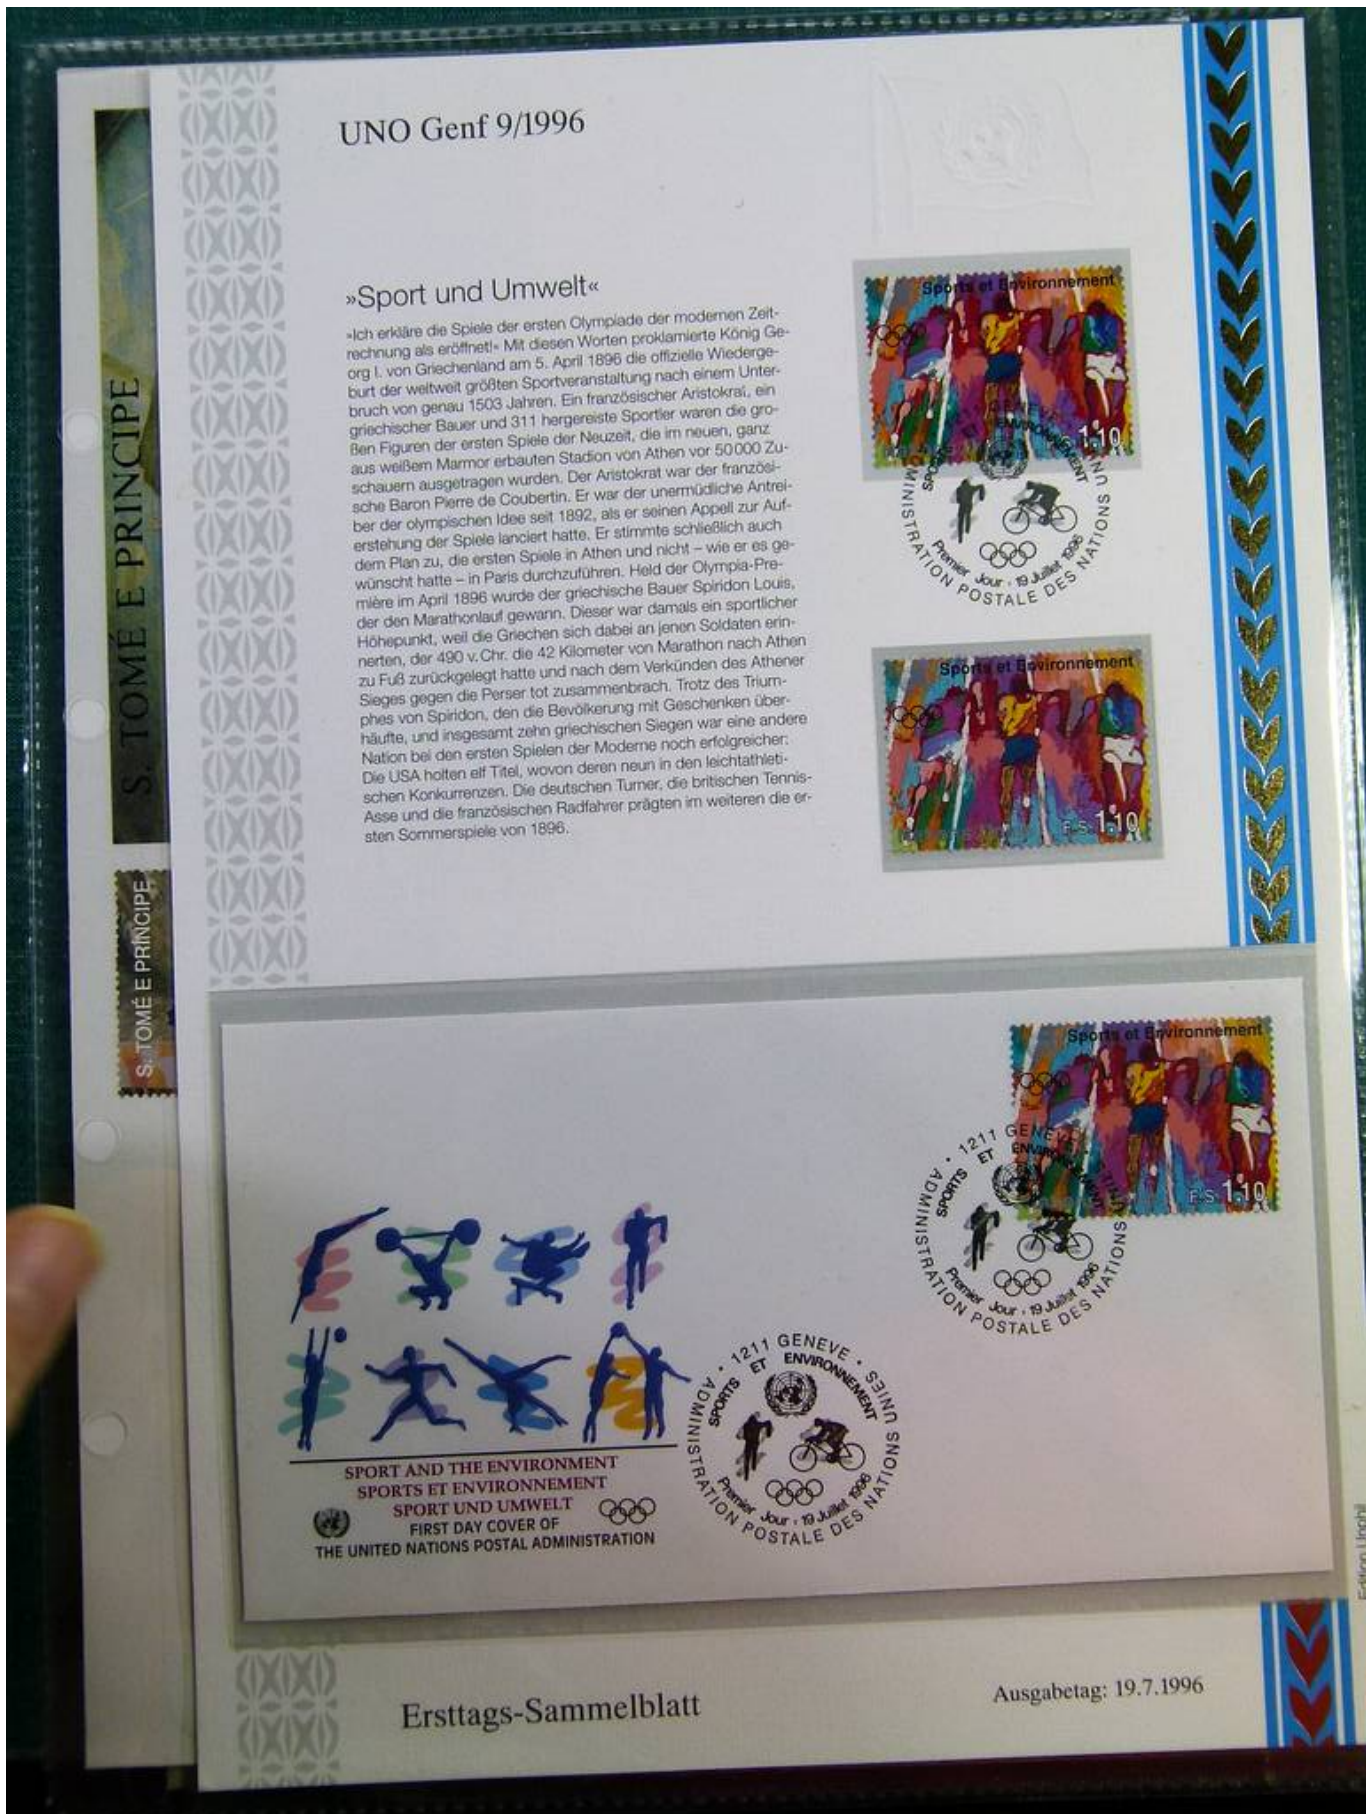 UNO Genf 9/1996
»Sport und Umwelt«
»Ich erkläre die Spiele der ersten Olympiade der modernen Zeit-
rechnung als eröffnet!« Mit diesen Worten proklamierte König Ge-
org I. von Griechenland am 5. April 1896 die offizielle Wiederge-
burt der weltweit größten Sportveranstaltung nach einem Unter-
bruch von genau 1503 Jahren. Ein französischer Aristokrat, ein
griechischer Bauer und 311 hergereiste Sportler waren die gro-
ßen Figuren der ersten Spiele der Neuzeit, die im neuen, ganz
aus weißem Marmor erbauten Stadion von Athen vor 50 000 Zu-
schauern ausgetragen wurden. Der Aristokrat war der französi-
sche Baron Pierre de Coubertin. Er war der unermüdliche Antrei-
ber der olympischen Idee seit 1892, als er seinen Appell zur Auf-
erstehung der Spiele lanciert hatte. Er stimmte schließlich auch
dem Plan zu, die ersten Spiele in Athen und nicht – wie er es ge-
wünscht hatte – in Paris durchzuführen. Held der Olympia-Pre-
mière im April 1896 wurde der griechische Bauer Spiridon Louis,
der den Marathonlauf gewann. Dieser war damals ein sportlicher
Höhepunkt, weil die Griechen sich dabei an jenen Soldaten erin-
nerten, der 490 v. Chr. die 42 Kilometer von Marathon nach Athen
zu Fuß zurückgelegt hatte und nach dem Verkünden des Athener
Sieges gegen die Perser tot zusammenbrach. Trotz des Trium-
phes von Spiridon, den die Bevölkerung mit Geschenken über-
häufte, und insgesamt zehn griechischen Siegen war eine andere
Nation bei den ersten Spielen der Moderne noch erfolgreicher:
Die USA holten elf Titel, wovon deren neun in den leichtathleti-
schen Konkurrenzen. Die deutschen Turner, die britischen Tennis-
Asse und die französischen Radfahrer prägten im weiteren die er-
sten Sommerspiele von 1896.
Sports et Environnement
1.10
SPORTS ET ENVIRONNEMENT
Premier Jour · 19 Juillet 1996
ADMINISTRATION POSTALE DES NATIONS UNIES
Sports et Environnement
F.S. 1.10
S. TOMÉ E PRINCIPE
S. TOMÉ E PRÍNCIPE
Sports et Environnement
F.S. 1.10
1211 GENEVE
SPORTS ET ENVIRONNEMENT
Premier Jour · 19 Juillet 1996
ADMINISTRATION POSTALE DES NATIONS UNIES
1211 GENEVE
SPORTS ET ENVIRONNEMENT
Premier Jour · 19 Juillet 1996
ADMINISTRATION POSTALE DES NATIONS UNIES
SPORT AND THE ENVIRONMENT
SPORTS ET ENVIRONNEMENT
SPORT UND UMWELT
FIRST DAY COVER OF
THE UNITED NATIONS POSTAL ADMINISTRATION
Ersttags-Sammelblatt
Ausgabetag: 19.7.1996